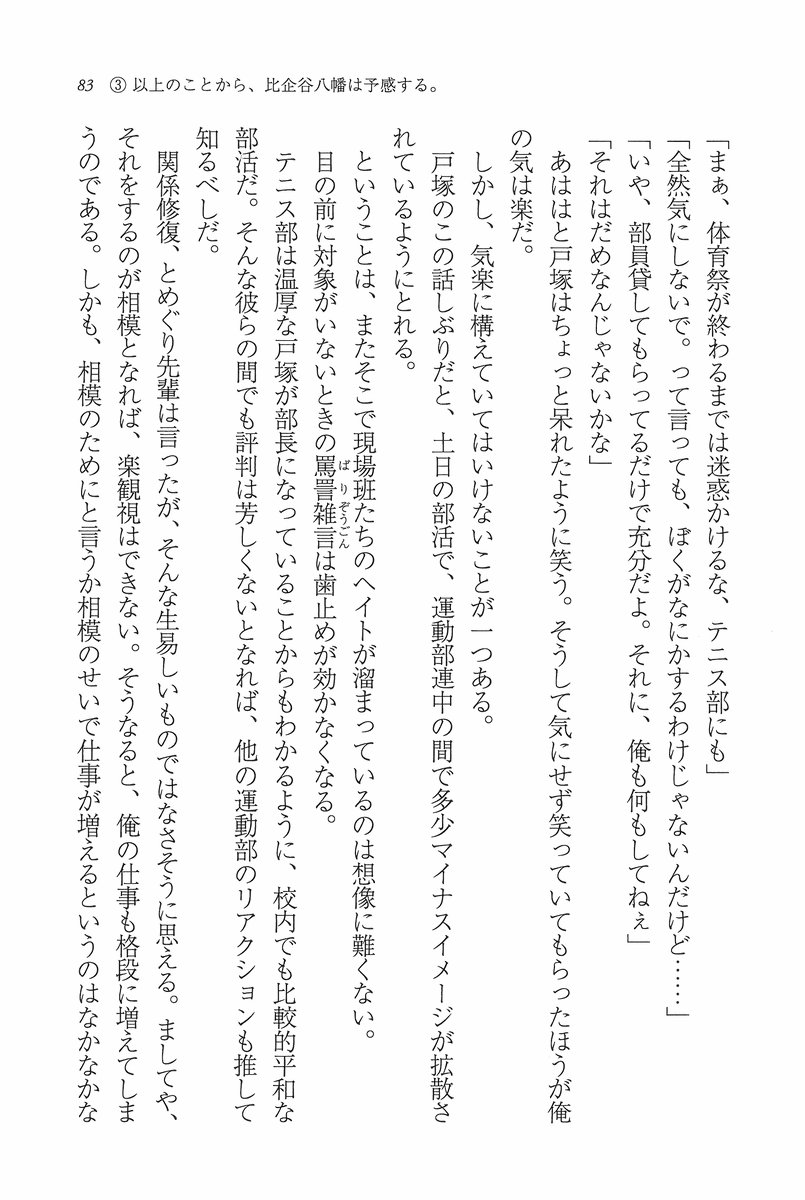 83 ③ 以上のことから、比企谷八幡は予感する。
「まぁ、体育祭が終わるまでは迷惑かけるな、テニス部にも」
「全然気にしないで。って言っても、ぼくがなにかするわけじゃないんだけど……」
「いや、部員貸してもらってるだけで充分だよ。それに、俺も何もしてねぇ」
「それはだめなんじゃないかな」
あははと戸塚はちょっと呆れたように笑う。そうして気にせず笑っていてもらったほうが俺
の気は楽だ。
しかし、気楽に構えていてはいけないことが一つある。
戸塚のこの話しぶりだと、土日の部活で、運動部連中の間で多少マイナスイメージが拡散さ
れているようにとれる。
ということは、またそこで現場班たちのヘイトが溜まっているのは想像に難くない。
目の前に対象がいないときの罵詈雑言は歯止めが効かなくなる。
ばりぞうごん
テニス部は温厚な戸塚が部長になっていることからもわかるように、校内でも比較的平和な
部活だ。そんな彼らの間でも評判は芳しくないとなれば、他の運動部のリアクションも推して
知るべしだ。
関係修復、とめぐり先輩は言ったが、そんな生易しいものではなさそうに思える。ましてや、
それをするのが相模となれば、楽観視はできない。そうなると、俺の仕事も格段に増えてしま
うのである。しかも、相模のためにと言うか相模のせいで仕事が増えるというのはなかなかな